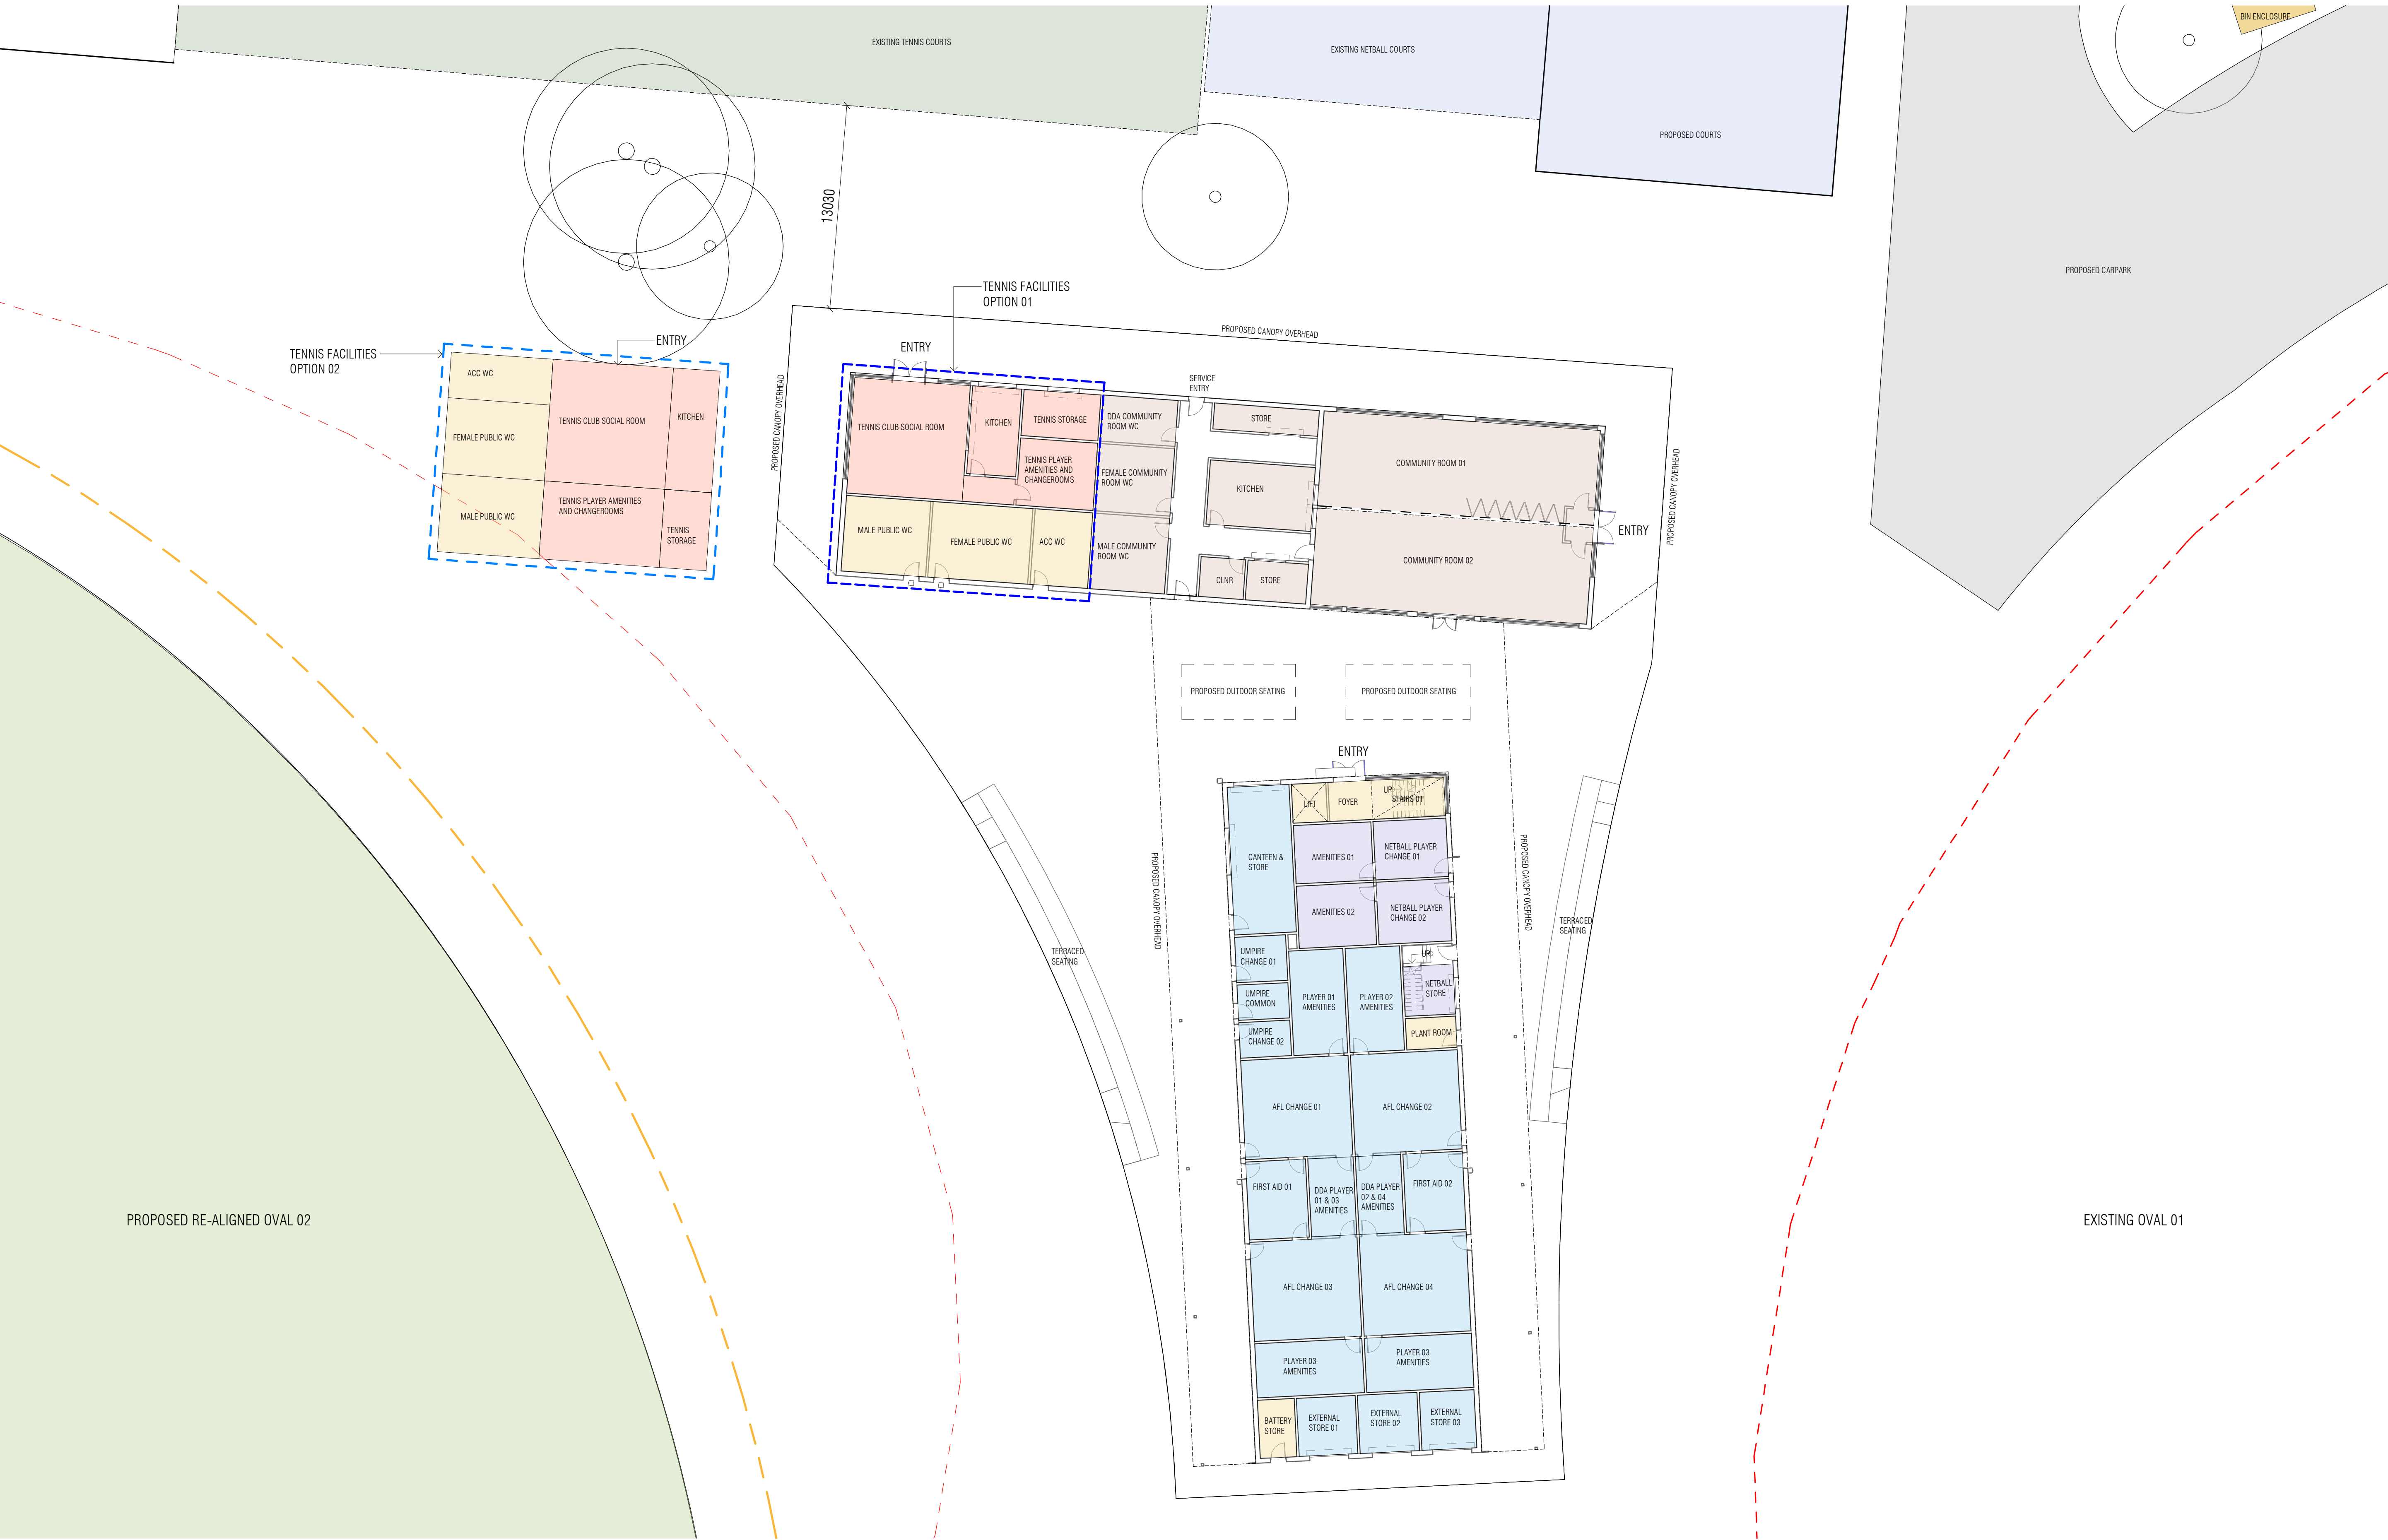 BIN ENCLOSURE
EXISTING TENNIS COURTS
EXISTING NETBALL COURTS
PROPOSED COURTS
PROPOSED CARPARK
13030
TENNIS FACILITIES
OPTION 01
PROPOSED CANOPY OVERHEAD
ENTRY
ENTRY
TENNIS FACILITIES
OPTION 02
ACC WC
FEMALE PUBLIC WC
MALE PUBLIC WC
TENNIS CLUB SOCIAL ROOM
KITCHEN
TENNIS PLAYER AMENITIES
AND CHANGEROOMS
TENNIS
STORAGE
PROPOSED CANOPY OVERHEAD
TENNIS CLUB SOCIAL ROOM
KITCHEN
TENNIS STORAGE
TENNIS PLAYER
AMENITIES AND
CHANGEROOMS
MALE PUBLIC WC
FEMALE PUBLIC WC
ACC WC
DDA COMMUNITY
ROOM WC
FEMALE COMMUNITY
ROOM WC
MALE COMMUNITY
ROOM WC
SERVICE
ENTRY
STORE
KITCHEN
CLNR
STORE
COMMUNITY ROOM 01
COMMUNITY ROOM 02
ENTRY
PROPOSED CANOPY OVERHEAD
PROPOSED OUTDOOR SEATING
PROPOSED OUTDOOR SEATING
ENTRY
LIFT
FOYER
UP
STAIRS 01
CANTEEN &
STORE
AMENITIES 01
NETBALL PLAYER
CHANGE 01
AMENITIES 02
NETBALL PLAYER
CHANGE 02
PROPOSED CANOPY OVERHEAD
PROPOSED CANOPY OVERHEAD
TERRACED
SEATING
TERRACED
SEATING
UMPIRE
CHANGE 01
UMPIRE
COMMON
UMPIRE
CHANGE 02
PLAYER 01
AMENITIES
PLAYER 02
AMENITIES
UP
NETBALL
STORE
PLANT ROOM
AFL CHANGE 01
AFL CHANGE 02
FIRST AID 01
DDA PLAYER
01 & 03
AMENITIES
DDA PLAYER
02 & 04
AMENITIES
FIRST AID 02
PROPOSED RE-ALIGNED OVAL 02
EXISTING OVAL 01
AFL CHANGE 03
AFL CHANGE 04
PLAYER 03
AMENITIES
PLAYER 03
AMENITIES
BATTERY
STORE
EXTERNAL
STORE 01
EXTERNAL
STORE 02
EXTERNAL
STORE 03